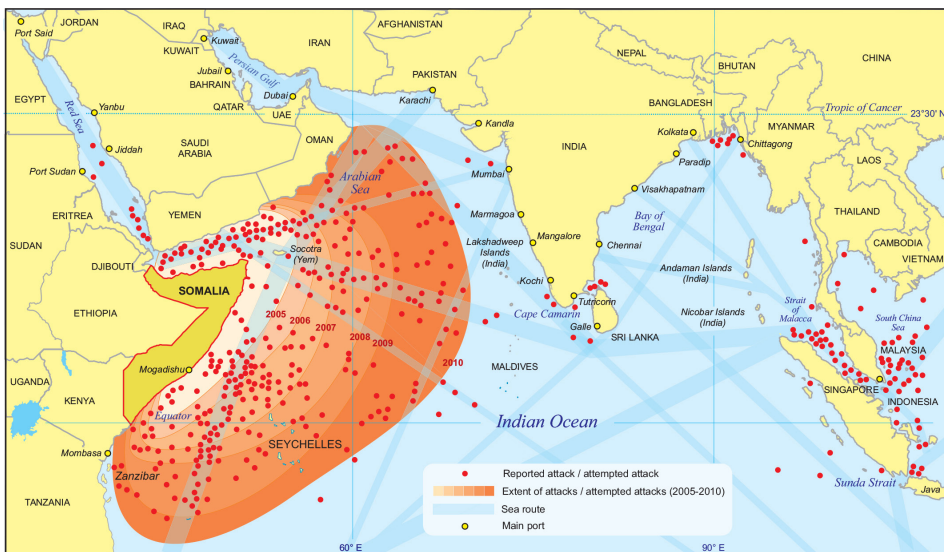 JORDAN
Port Said
IRAQ
KUWAIT
Kuwait
IRAN
AFGHANISTAN
Persian Gulf
Jubail
BAHRAIN
Dubai
QATAR
UAE
PAKISTAN
Karachi
NEPAL
BHUTAN
CHINA
EGYPT
Red Sea
Yanbu
BANGLADESH
Tropic of Cancer
23° 30' N
SAUDI
ARABIA
OMAN
Kandla
INDIA
Kolkata
Chittagong
MYANMAR
Jiddah
Port Sudan
Arabian
Sea
Mumbai
Paradip
LAOS
Visakhapatnam
ERITREA
YEMEN
Marmagoa
Bay of
Bengal
THAILAND
SUDAN
Socotra
(Yem)
Lakshadweep
Islands
(India)
Mangalore
Chennai
CAMBODIA
VIETNAM
DJIBOUTI
SOMALIA
Kochi
Andaman Islands
(India)
Tuticorin
ETHIOPIA
2005
2006
2007
2008
2009
2010
Cape Camarin
Galle
SRI LANKA
Nicobar Islands
(India)
Strait
of
Malacca
South China
Sea
Mogadishu
MALDIVES
MALAYSIA
SINGAPORE
UGANDA
KENYA
Equator
Indian Ocean
INDONESIA
Mombasa
SEYCHELLES
Zanzibar
TANZANIA
Reported attack / attempted attack
Extent of attacks / attempted attacks (2005-2010)
Sea route
Main port
Sunda Strait
Java
60° E
90° E
0°